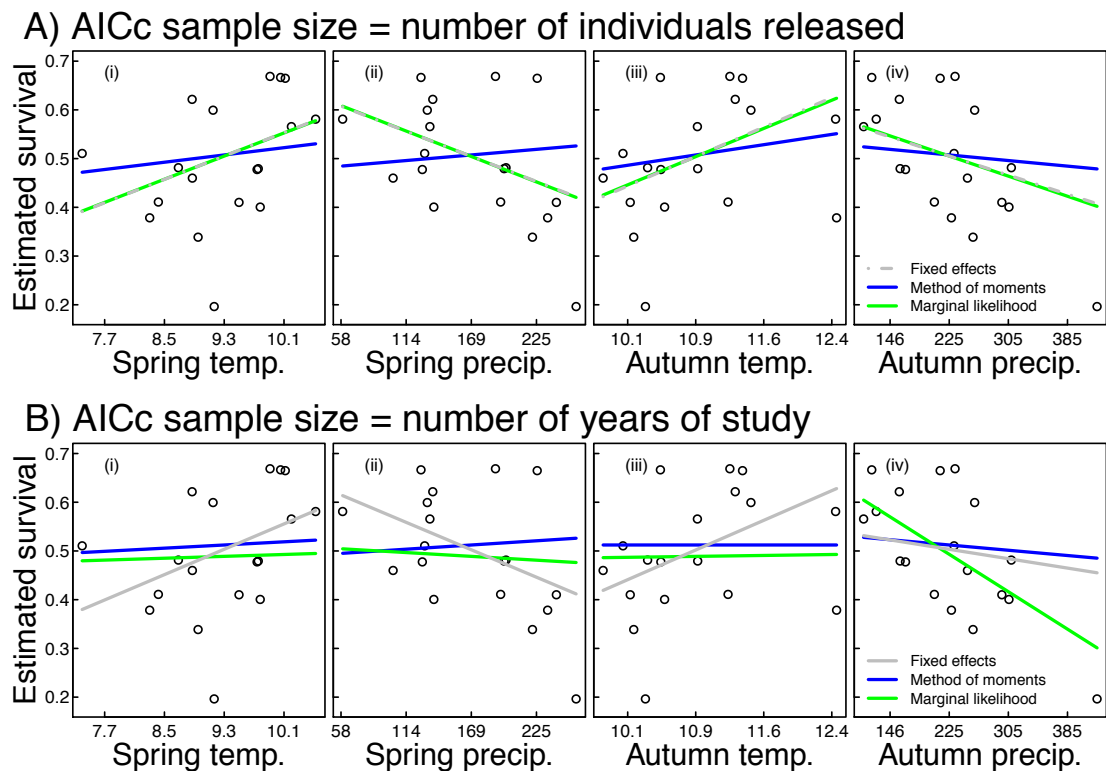 A) AICc sample size = number of individuals released
Estimated survival
0.7
0.6
0.5
0.4
0.3
0.2
(i)
(ii)
(iii)
(iv)
Fixed effects
Method of moments
Marginal likelihood
7.7 8.5 9.3 10.1
58 114 169 225
10.1 10.9 11.6 12.4
146 225 305 385
Spring temp.
Spring precip.
Autumn temp.
Autumn precip.
B) AICc sample size = number of years of study
Estimated survival
0.7
0.6
0.5
0.4
0.3
0.2
(i)
(ii)
(iii)
(iv)
Fixed effects
Method of moments
Marginal likelihood
7.7 8.5 9.3 10.1
58 114 169 225
10.1 10.9 11.6 12.4
146 225 305 385
Spring temp.
Spring precip.
Autumn temp.
Autumn precip.